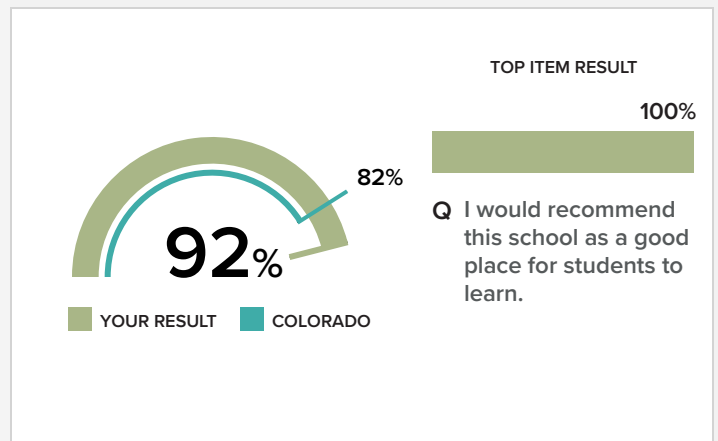 TOP ITEM RESULT
100%
82%
92%
YOUR RESULT
COLORADO
Q I would recommend
this school as a good
place for students to
learn.